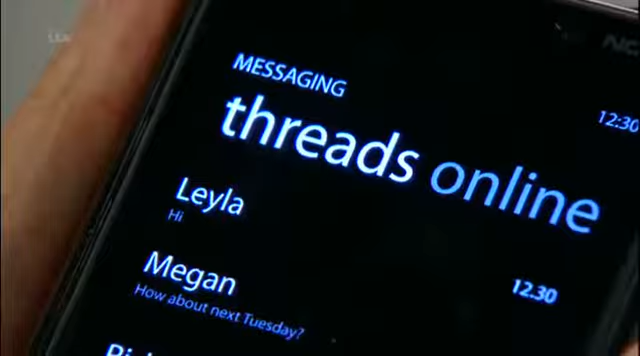 MESSAGING
12:30
threads online
Leyla
Hi
Megan
12.30
How about next Tuesday?